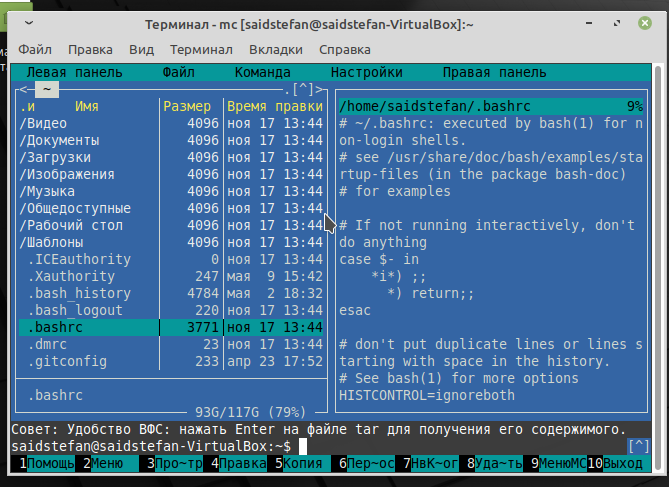 Терминал - mc [saidstefan@saidstefan-VirtualBox]:~
Файл Правка Вид Терминал Вкладки Справка
Левая панель Файл Команда Настройки Правая панель
<─ ~ .[^]>
.и Имя Размер Время правки
/Видео 4096 ноя 17 13:44
/Документы 4096 ноя 17 13:44
/Загрузки 4096 ноя 17 13:44
/Изображения 4096 ноя 17 13:44
/Музыка 4096 ноя 17 13:44
/Общедоступные 4096 ноя 17 13:44
/Рабочий стол 4096 ноя 17 13:44
/Шаблоны 4096 ноя 17 13:44
.ICEauthority 0 ноя 17 13:44
.Xauthority 247 мая 9 15:42
.bash_history 4784 мая 2 18:32
.bash_logout 220 ноя 17 13:44
.bashrc 3771 ноя 17 13:44
.dmrc 23 ноя 17 13:44
.gitconfig 233 апр 23 17:52
.bashrc
93G/117G (79%)
/home/saidstefan/.bashrc 9%
# ~/.bashrc: executed by bash(1) for n
on-login shells.
# see /usr/share/doc/bash/examples/sta
rtup-files (in the package bash-doc)
# for examples
# If not running interactively, don't
do anything
case $- in
*i*) ;;
*) return;;
esac
# don't put duplicate lines or lines s
tarting with space in the history.
# See bash(1) for more options
HISTCONTROL=ignoreboth
Совет: Удобство ВФС: нажать Enter на файле tar для получения его содержимого.
saidstefan@saidstefan-VirtualBox:~$ [^]
1Помощь 2Меню 3Про~тр 4Правка 5Копия 6Пер~ос 7НвК~ог 8Уда~ть 9МенюМС 10Выход